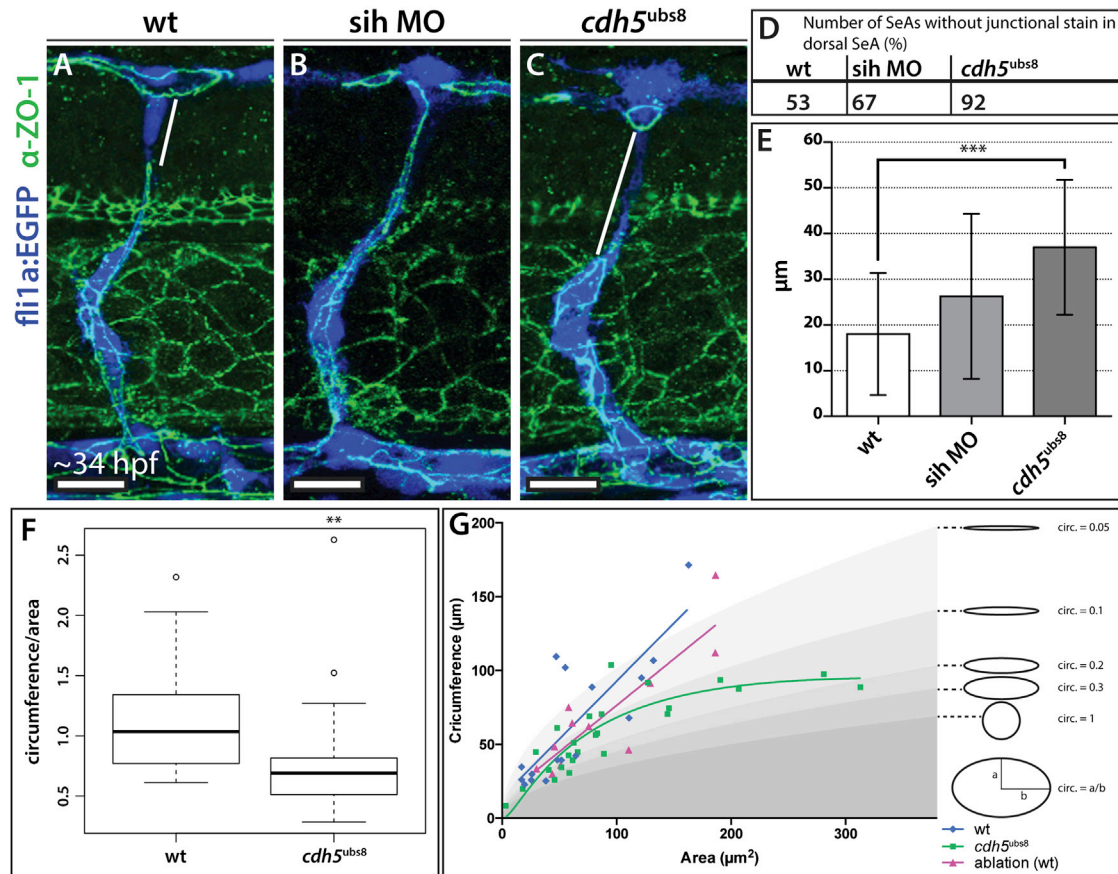 wt
sih MO
cdh5ubs8
fli1a:EGFP α-ZO-1
A
B
C
~34 hpf
D
Number of SeAs without junctional stain in
dorsal SeA (%)
wt sih MO cdh5ubs8
53 67 92
E
***
60
50
40
30
20
10
0
µm
wt
sih MO
cdh5ubs8
F
**
2.5
2.0
1.5
1.0
0.5
circumference/area
wt
cdh5ubs8
G
200
150
100
50
0
Cricumference (µm)
0 100 200 300
Area (µm2)
circ. = 0.05
circ. = 0.1
circ. = 0.2
circ. = 0.3
circ. = 1
a
b
circ. = a/b
wt
cdh5ubs8
ablation (wt)